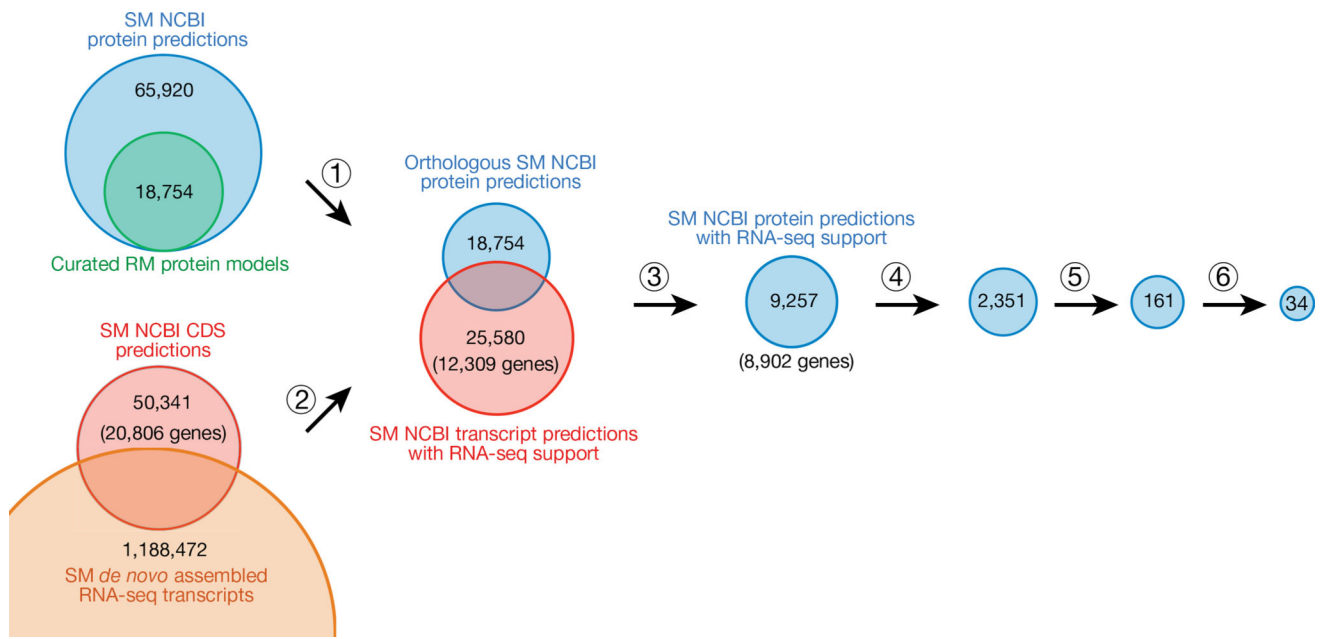 SM NCBI
protein predictions
65,920
18,754
Curated RM protein models
①
SM NCBI CDS
predictions
50,341
(20,806 genes)
②
1,188,472
SM de novo assembled
RNA-seq transcripts
Orthologous SM NCBI
protein predictions
18,754
25,580
(12,309 genes)
SM NCBI transcript predictions
with RNA-seq support
③
SM NCBI protein predictions
with RNA-seq support
9,257
(8,902 genes)
④
2,351
⑤
161
⑥
34